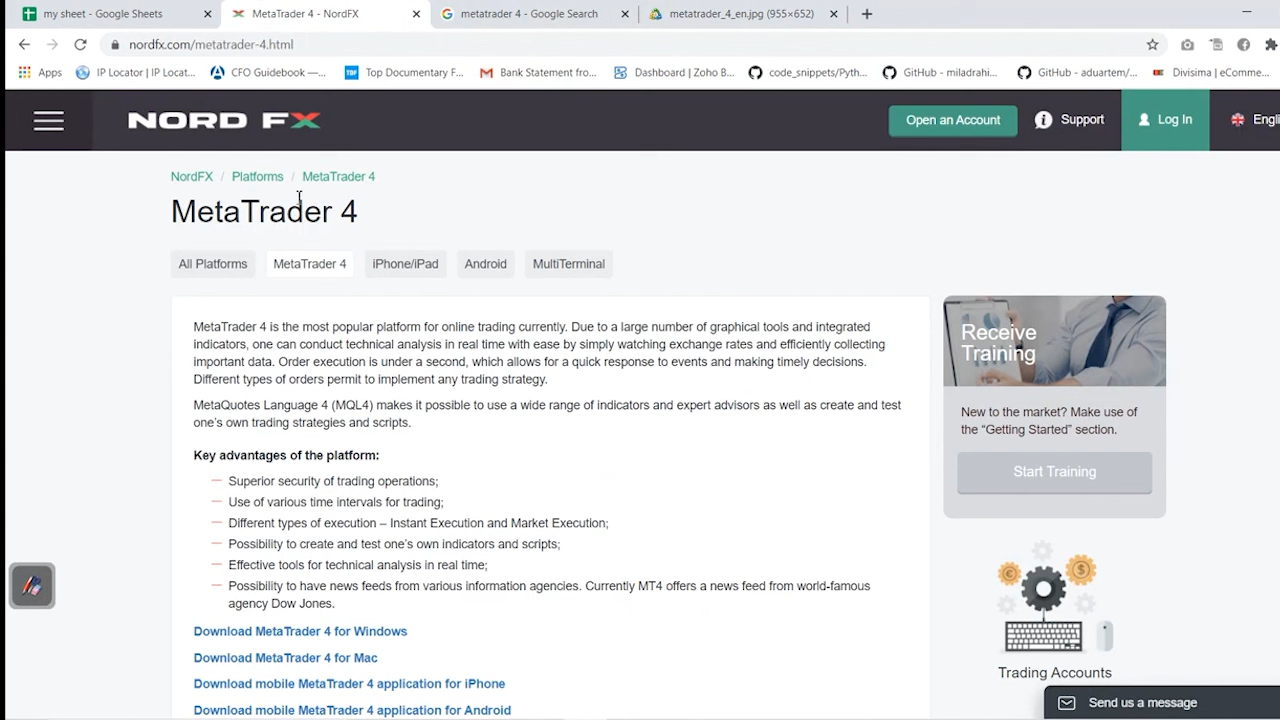 my sheet - Google Sheets
MetaTrader 4 - NordFX
metatrader 4 - Google Search
metatrader_4_en.jpg (955×652)
nordfx.com/metatrader-4.html
Apps
IP Locator | IP Locat...
CFO Guidebook —...
Top Documentary F...
Bank Statement fro...
Dashboard | Zoho B...
code_snippets/Pyth...
GitHub - miladrahi...
GitHub - aduartem/...
Divisima | eComme...
NORD FX
Open an Account
Support
Log In
Engli
NordFX / Platforms / MetaTrader 4
MetaTrader 4
All Platforms
MetaTrader 4
iPhone/iPad
Android
MultiTerminal
MetaTrader 4 is the most popular platform for online trading currently. Due to a large number of graphical tools and integrated
indicators, one can conduct technical analysis in real time with ease by simply watching exchange rates and efficiently collecting
important data. Order execution is under a second, which allows for a quick response to events and making timely decisions.
Different types of orders permit to implement any trading strategy.
MetaQuotes Language 4 (MQL4) makes it possible to use a wide range of indicators and expert advisors as well as create and test
one's own trading strategies and scripts.
Key advantages of the platform:
— Superior security of trading operations;
— Use of various time intervals for trading;
— Different types of execution – Instant Execution and Market Execution;
— Possibility to create and test one's own indicators and scripts;
— Effective tools for technical analysis in real time;
— Possibility to have news feeds from various information agencies. Currently MT4 offers a news feed from world-famous
agency Dow Jones.
Download MetaTrader 4 for Windows
Download MetaTrader 4 for Mac
Download mobile MetaTrader 4 application for iPhone
Download mobile MetaTrader 4 application for Android
Receive
Training
New to the market? Make use of
the "Getting Started" section.
Start Training
Trading Accounts
Send us a message